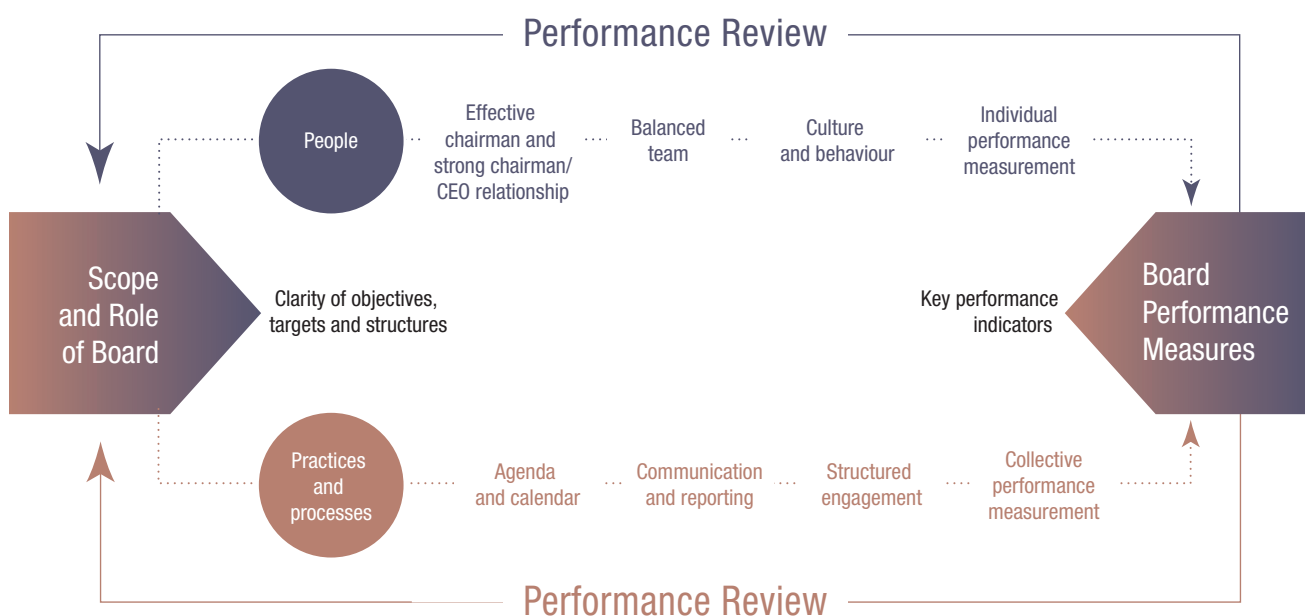 Performance Review
People
Effective
chairman and
strong chairman/
CEO relationship
Balanced
team
Culture
and behaviour
Individual
performance
measurement
Scope
and Role
of Board
Clarity of objectives,
targets and structures
Key performance
indicators
Board
Performance
Measures
Practices
and
processes
Agenda
and calendar
Communication
and reporting
Structured
engagement
Collective
performance
measurement
Performance Review